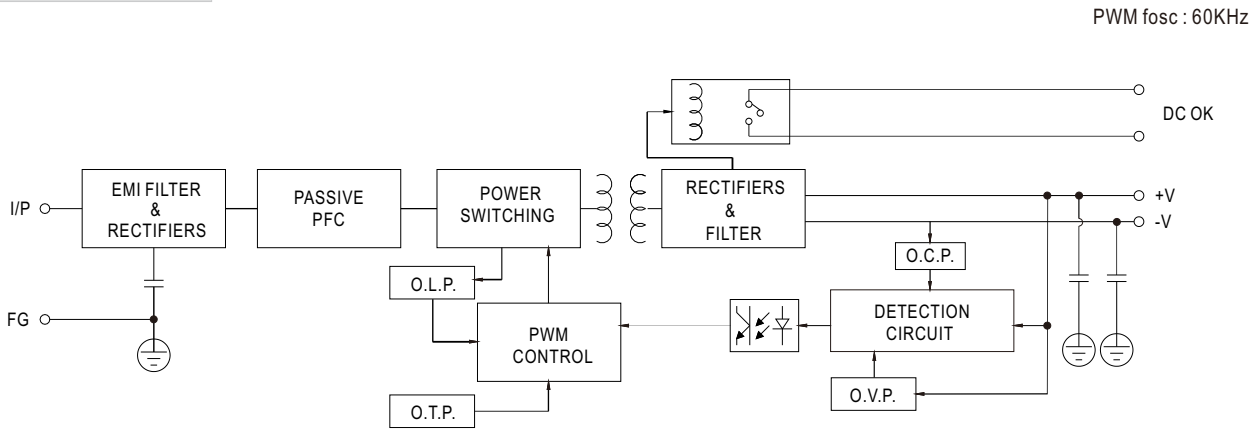 PWM fosc : 60KHz
DC OK
I/P
EMI FILTER
&
RECTIFIERS
PASSIVE
PFC
POWER
SWITCHING
RECTIFIERS
&
FILTER
+V
-V
O.L.P.
O.C.P.
FG
PWM
CONTROL
DETECTION
CIRCUIT
O.T.P.
O.V.P.